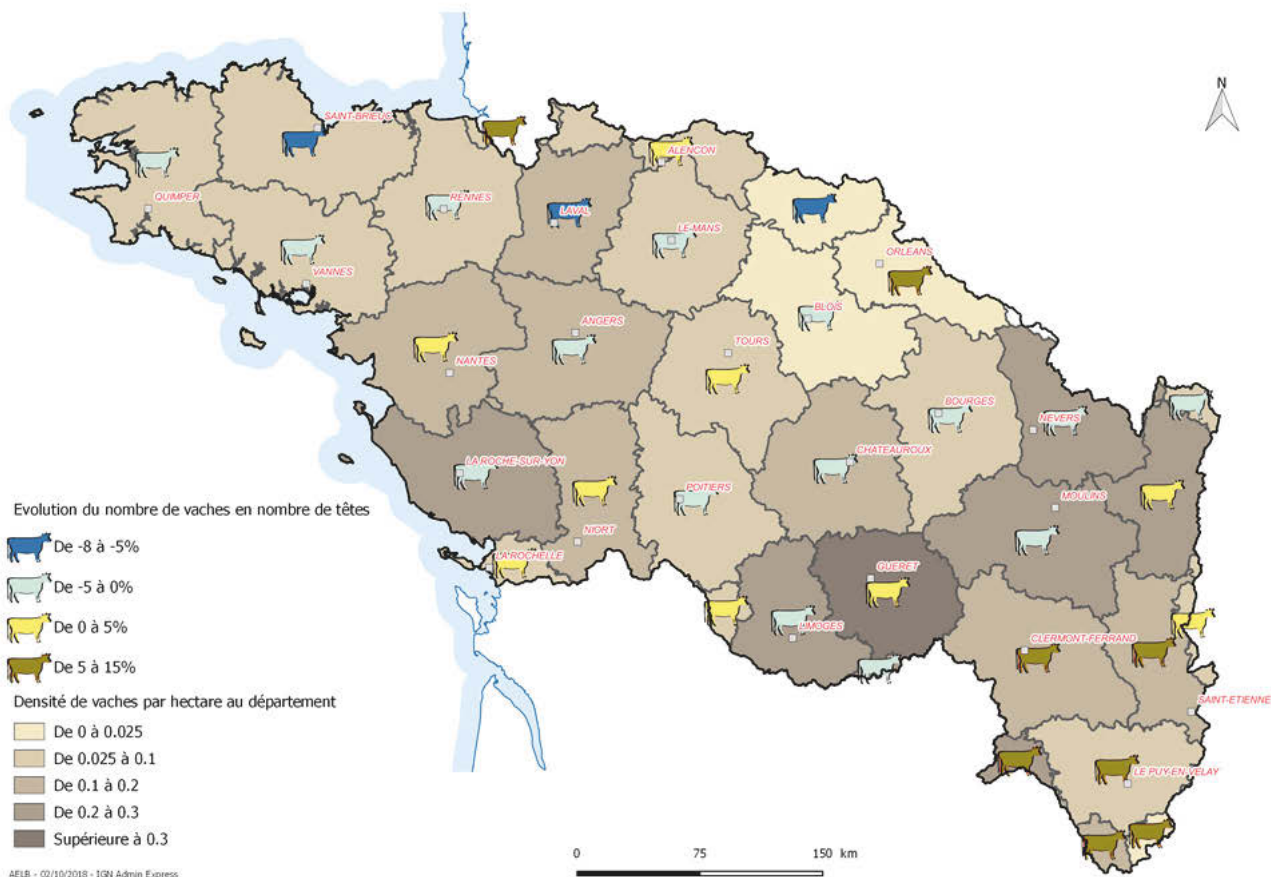 N
SAINT-BRIEUC
ALENCON
QUIMPER
RENNES
LAVAL
LE-MANS
VANNES
ORLEANS
BLOIS
ANGERS
TOURS
NANTES
BOURGES
NEVERS
CHATEAUROUX
LA ROCHE-SUR-YON
POITIERS
MOULINS
NIORT
LA ROCHELLE
GUERET
LIMOGES
CLERMONT-FERRAND
SAINT-ETIENNE
LE PUY-EN-VELAY
Evolution du nombre de vaches en nombre de têtes
De -8 à -5%
De -5 à 0%
De 0 à 5%
De 5 à 15%
Densité de vaches par hectare au département
De 0 à 0.025
De 0.025 à 0.1
De 0.1 à 0.2
De 0.2 à 0.3
Supérieure à 0.3
0 75 150 km
AELB - 02/10/2018 - IGN Admin Express